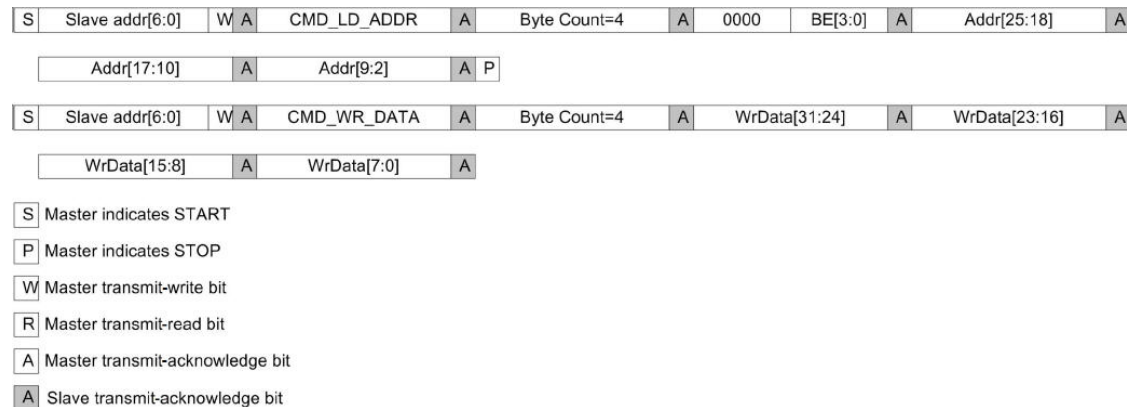 S Slave addr[6:0] W A CMD_LD_ADDR A Byte Count=4 A 0000 BE[3:0] A Addr[25:18] A
Addr[17:10] A Addr[9:2] A P
S Slave addr[6:0] W A CMD_WR_DATA A Byte Count=4 A WrData[31:24] A WrData[23:16] A
WrData[15:8] A WrData[7:0] A
S Master indicates START
P Master indicates STOP
W Master transmit-write bit
R Master transmit-read bit
A Master transmit-acknowledge bit
A Slave transmit-acknowledge bit